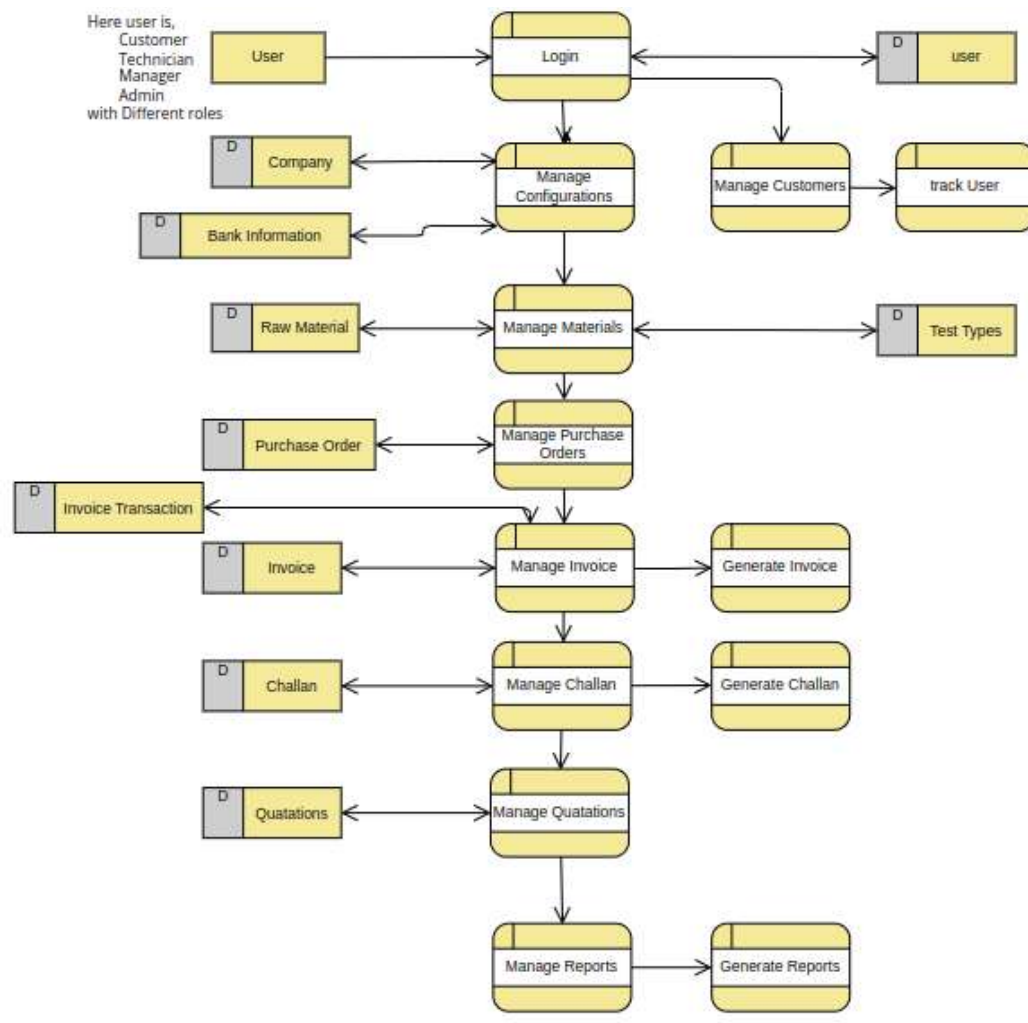 Here user is,
Customer
Technician
Manager
Admin
with Different roles
User
Login
D
user
D
Company
Manage
Configurations
Manage Customers
track User
D
Bank Information
D
Raw Material
Manage Materials
D
Test Types
D
Purchase Order
Manage Purchase
Orders
D
Invoice Transaction
D
Invoice
Manage Invoice
Generate Invoice
D
Challan
Manage Challan
Generate Challan
D
Quatations
Manage Quatations
Manage Reports
Generate Reports